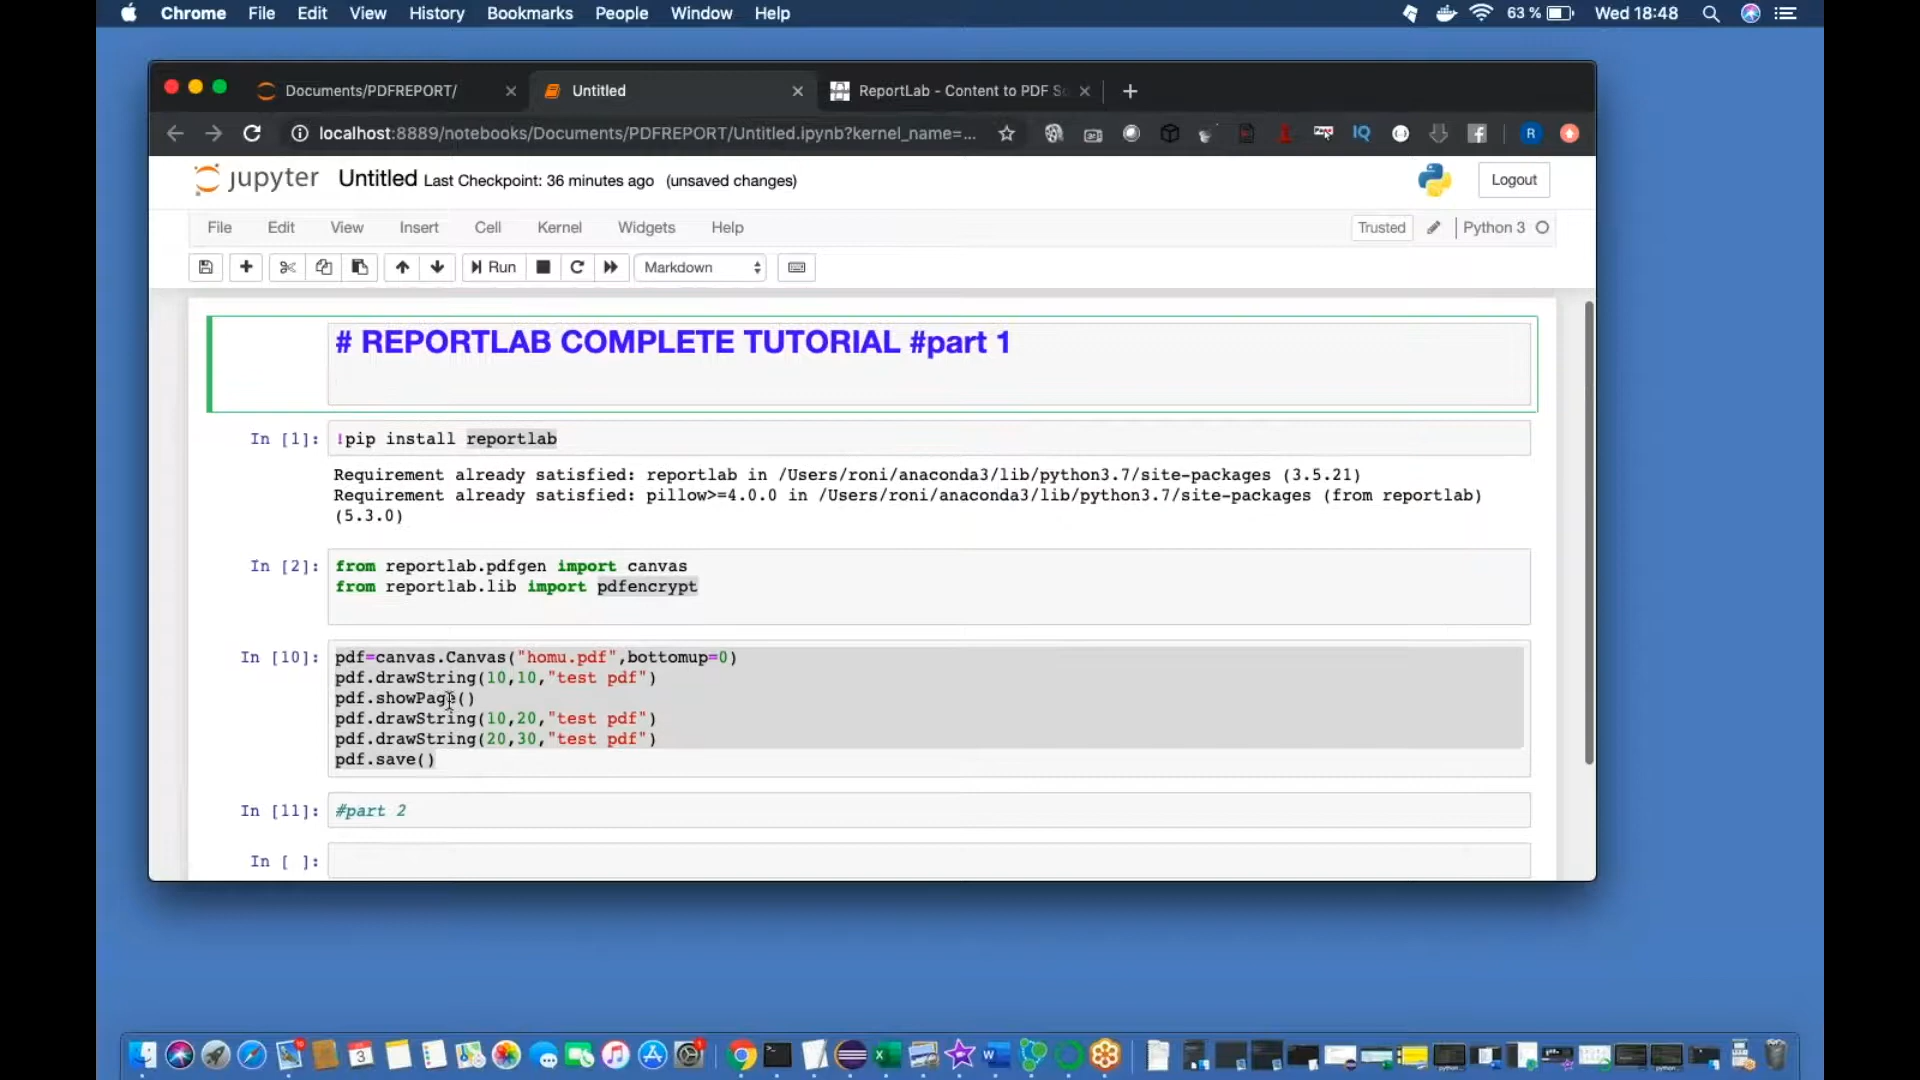 Chrome File Edit View History Bookmarks People Window Help 63 % Wed 18:48
Documents/PDFREPORT/ Untitled ReportLab - Content to PDF S
localhost:8889/notebooks/Documents/PDFREPORT/Untitled.ipynb?kernel_name=... IQ R
jupyter Untitled Last Checkpoint: 36 minutes ago (unsaved changes) Logout
File Edit View Insert Cell Kernel Widgets Help Trusted Python 3
Run Markdown
# REPORTLAB COMPLETE TUTORIAL #part 1
In [1]: !pip install reportlab
Requirement already satisfied: reportlab in /Users/roni/anaconda3/lib/python3.7/site-packages (3.5.21)
Requirement already satisfied: pillow>=4.0.0 in /Users/roni/anaconda3/lib/python3.7/site-packages (from reportlab)
(5.3.0)
In [2]: from reportlab.pdfgen import canvas
from reportlab.lib import pdfencrypt
In [10]: pdf=canvas.Canvas("homu.pdf",bottomup=0)
pdf.drawString(10,10,"test pdf")
pdf.showPage()
pdf.drawString(10,20,"test pdf")
pdf.drawString(20,30,"test pdf")
pdf.save()
In [11]: #part 2
In [ ]: